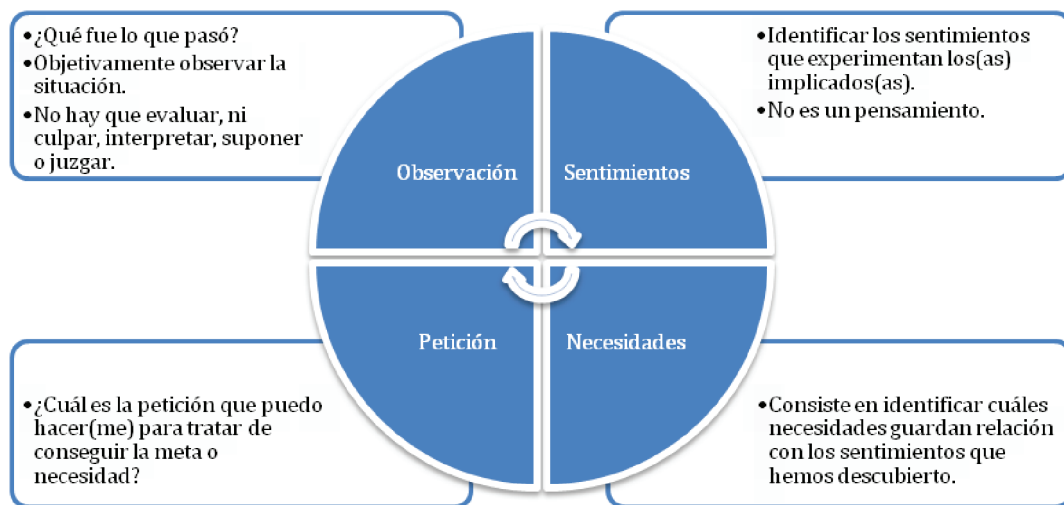 •¿Qué fue lo que pasó?
•Objetivamente observar la
situación.
•No hay que evaluar, ni
culpar, interpretar, suponer
o juzgar.
•Identificar los sentimientos
que experimentan los(as)
implicados(as).
•No es un pensamiento.
Observación
Sentimientos
Petición
Necesidades
•¿Cuál es la petición que puedo
hacer(me) para tratar de
conseguir la meta o
necesidad?
•Consiste en identificar cuáles
necesidades guardan relación
con los sentimientos que
hemos descubierto.